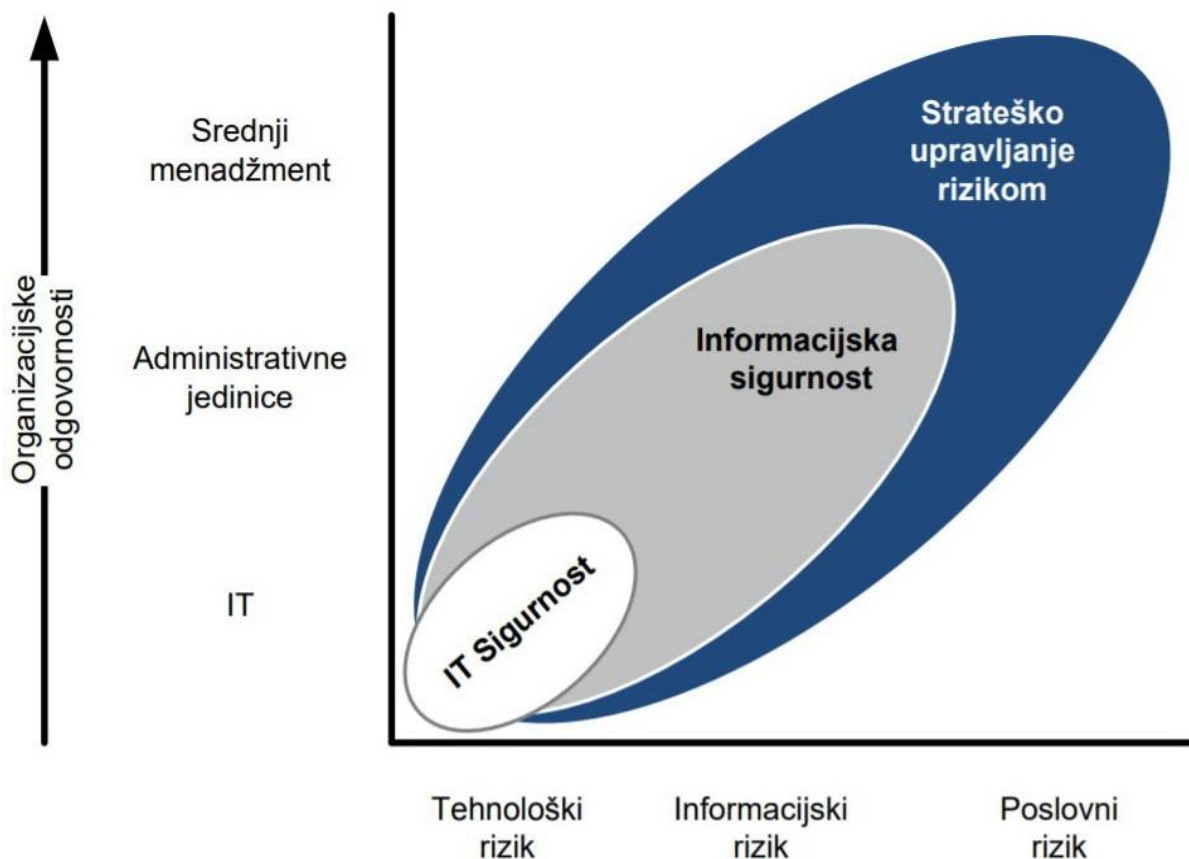 Organizacijske
odgovornosti
Srednji
menadžment
Administrativne
jedinice
IT
Strateško
upravljanje
rizikom
Informacijska
sigurnost
IT Sigurnost
Tehnološki
rizik
Informacijski
rizik
Poslovni
rizik